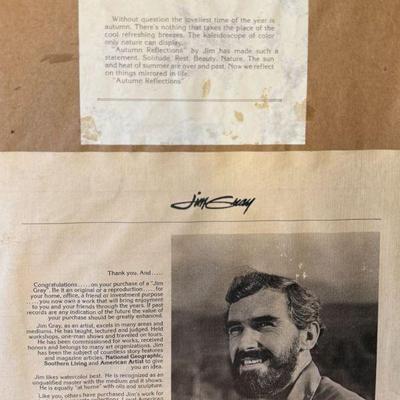 Without question the loveliest time of the year is
autumn. There's nothing that takes the place of the
cool refreshing breezes. The kaleidoscope of color
only nature can display.
"Autumn Reflections" by Jim has made such a
statement. Solitude. Rest. Beauty. Nature. The sun
and heat of summer are over and past. Now we reflect
on things mirrored in life.
"Autumn Reflections"
Jim Gray
Thank you. And . . . .
Congratulations . . . . . on your purchase of a "Jim
Gray". Be it an original or a reproduction . . . . . for
your home, office, a friend or investment purpose
. . . . you now own a work that will bring enjoyment
to you and your friends through the years. If past
records are any indication of the future the value of
your purchase should be greatly enhanced.
Jim Gray, as an artist, excels in many areas and
mediums. He has taught, lectured and judged. Held
workshops, one-man shows and traveled on tours.
He has been commissioned for works, received
honors and belongs to many art organizations. Jim
has been the subject of countless story features
and magazine articles. National Geographic,
Southern Living and American Artist to give
you an idea.
Jim likes watercolor best. He is recognized as an
unqualified master with the medium and it shows.
He is equally "at home" with oils and sculpture.
Like you, others have purchased Jim's work for